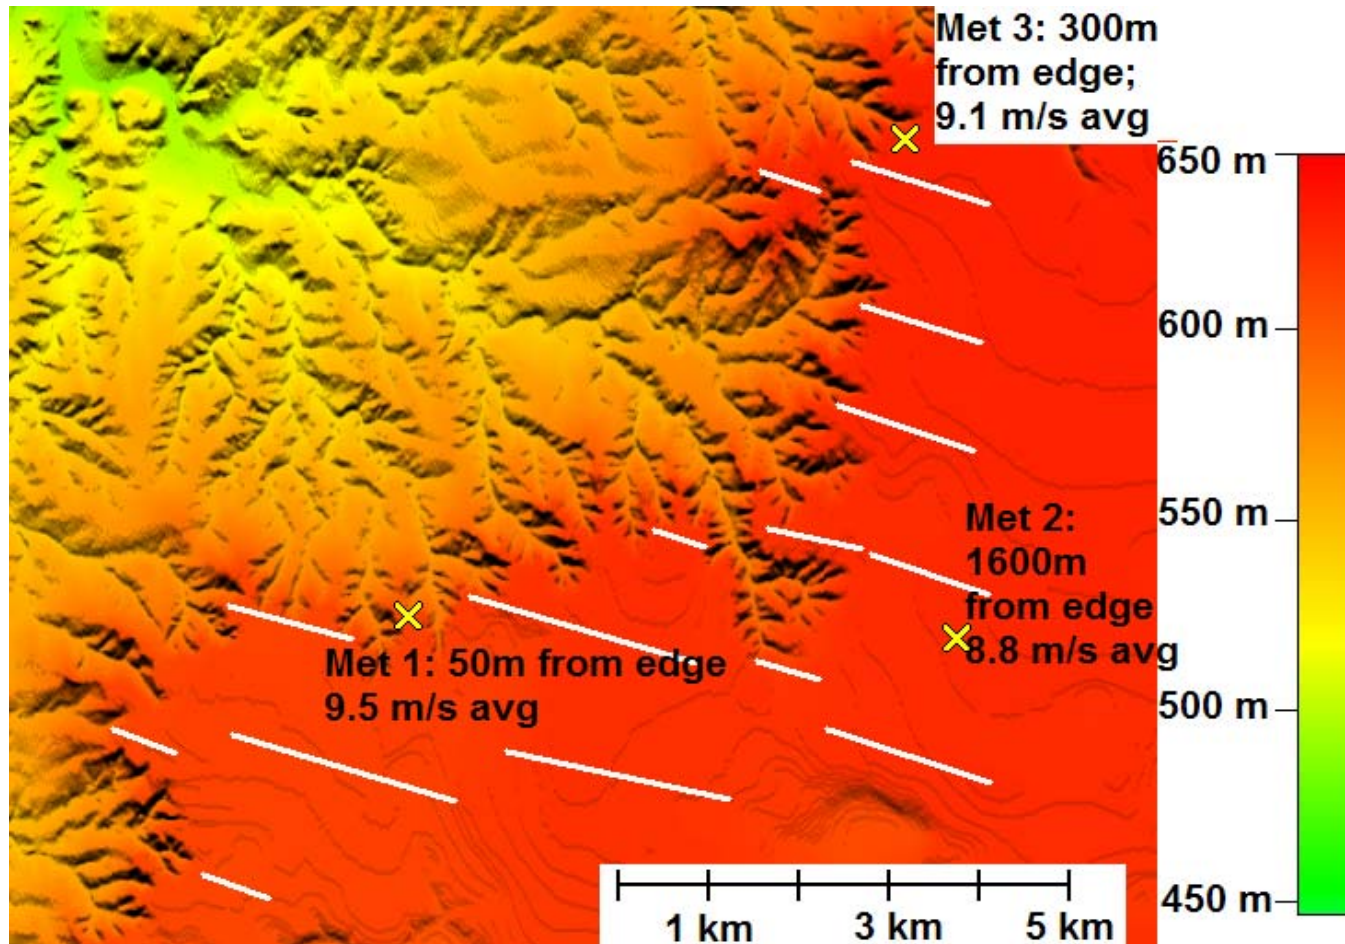 Met 3: 300m
from edge;
9.1 m/s avg
650 m
600 m
550 m
Met 2:
1600m
from edge
8.8 m/s avg
Met 1: 50m from edge
9.5 m/s avg
500 m
450 m
1 km
3 km
5 km